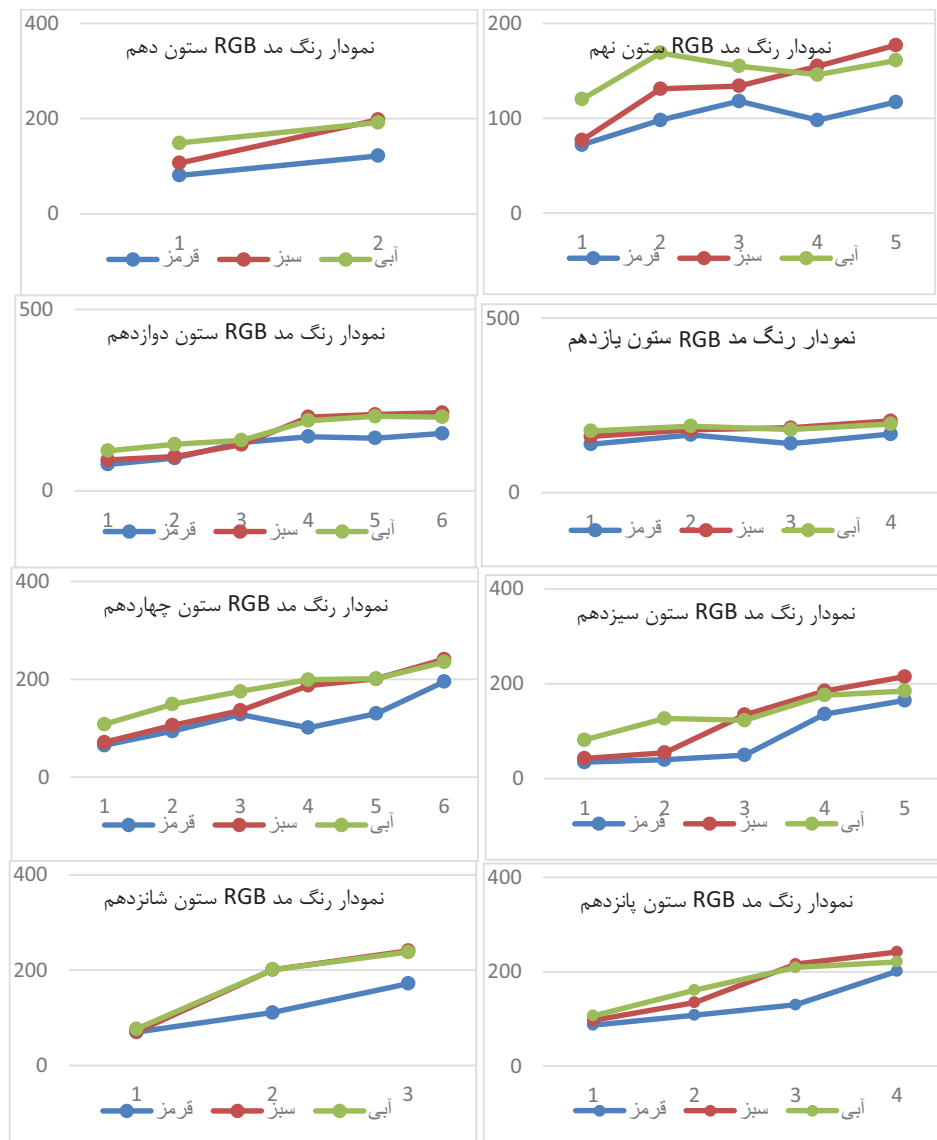 نمودار رنگ مد RGB ستون نهم
200
100
0
1 2 3 4 5
قرمز سبز آبی
نمودار رنگ مد RGB ستون دهم
400
200
0
1 2
قرمز سبز آبی
نمودار رنگ مد RGB ستون یازدهم
500
0
1 2 3 4
قرمز سبز آبی
نمودار رنگ مد RGB ستون دوازدهم
500
0
1 2 3 4 5 6
قرمز سبز آبی
نمودار رنگ مد RGB ستون سیزدهم
400
200
0
1 2 3 4 5
قرمز سبز آبی
نمودار رنگ مد RGB ستون چهاردهم
400
200
0
1 2 3 4 5 6
قرمز سبز آبی
نمودار رنگ مد RGB ستون پانزدهم
400
200
0
1 2 3 4
قرمز سبز آبی
نمودار رنگ مد RGB ستون شانزدهم
400
200
0
1 2 3
قرمز سبز آبی